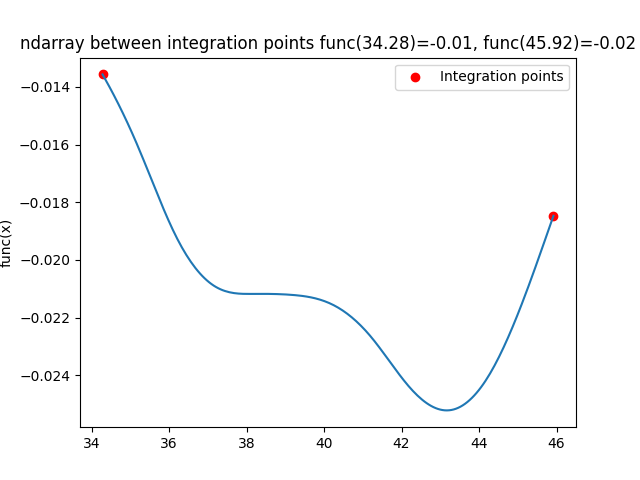 ndarray between integration points func(34.28)=-0.01, func(45.92)=-0.02
Integration points
func(x)
−0.014
−0.016
−0.018
−0.020
−0.022
−0.024
34 36 38 40 42 44 46